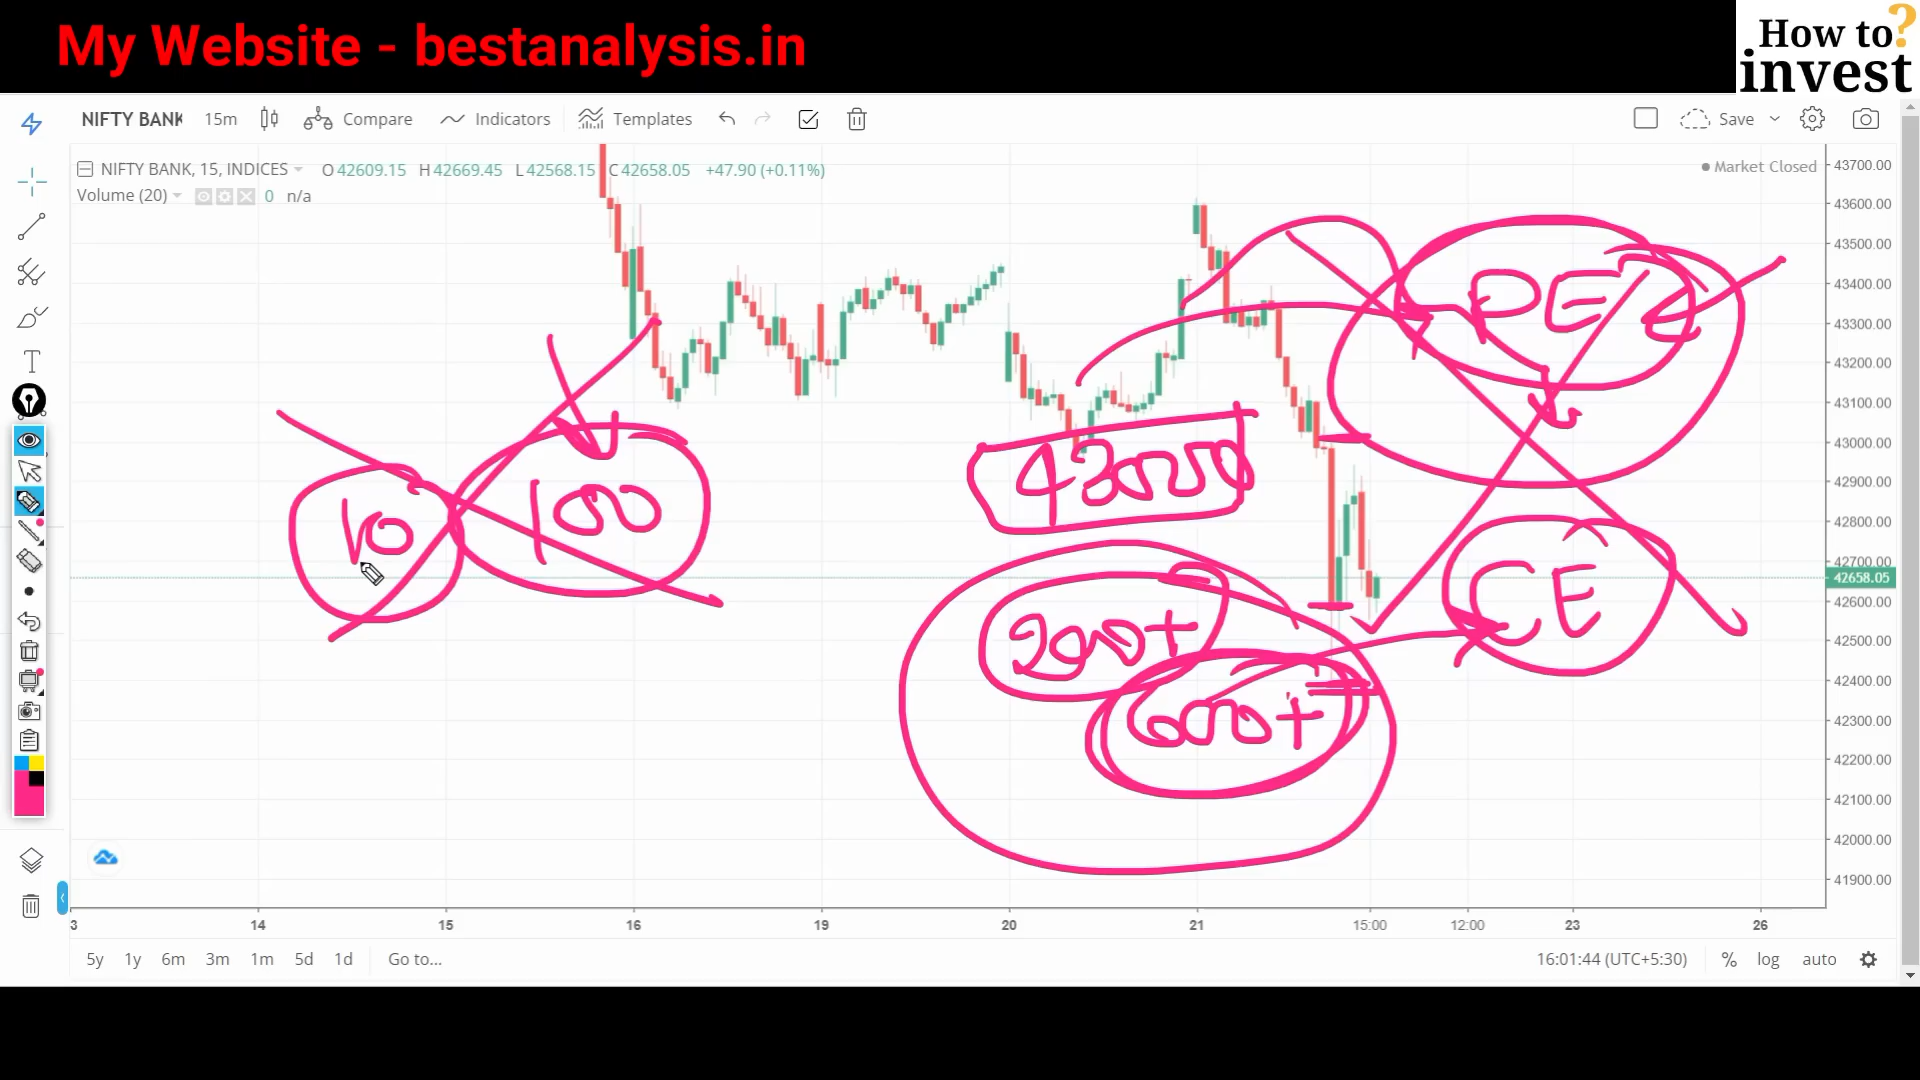 My Website - bestanalysis.in
How to?
invest
NIFTY BANK 15m Compare Indicators Templates Save
NIFTY BANK, 15, INDICES O 42609.15 H 42669.45 L 42568.15 C 42658.05 +47.90 (+0.11%)
Market Closed
Volume (20) 0 n/a
43700.00
43600.00
43500.00
43400.00
43300.00
43200.00
43100.00
43000.00
42900.00
42800.00
42700.00
42658.05
42600.00
42500.00
42400.00
42300.00
42200.00
42100.00
42000.00
41900.00
PE
43000
10
100
CE
200+
600+
3 14 15 16 19 20 21 15:00 12:00 23 26
5y 1y 6m 3m 1m 5d 1d Go to... 16:01:44 (UTC+5:30) % log auto